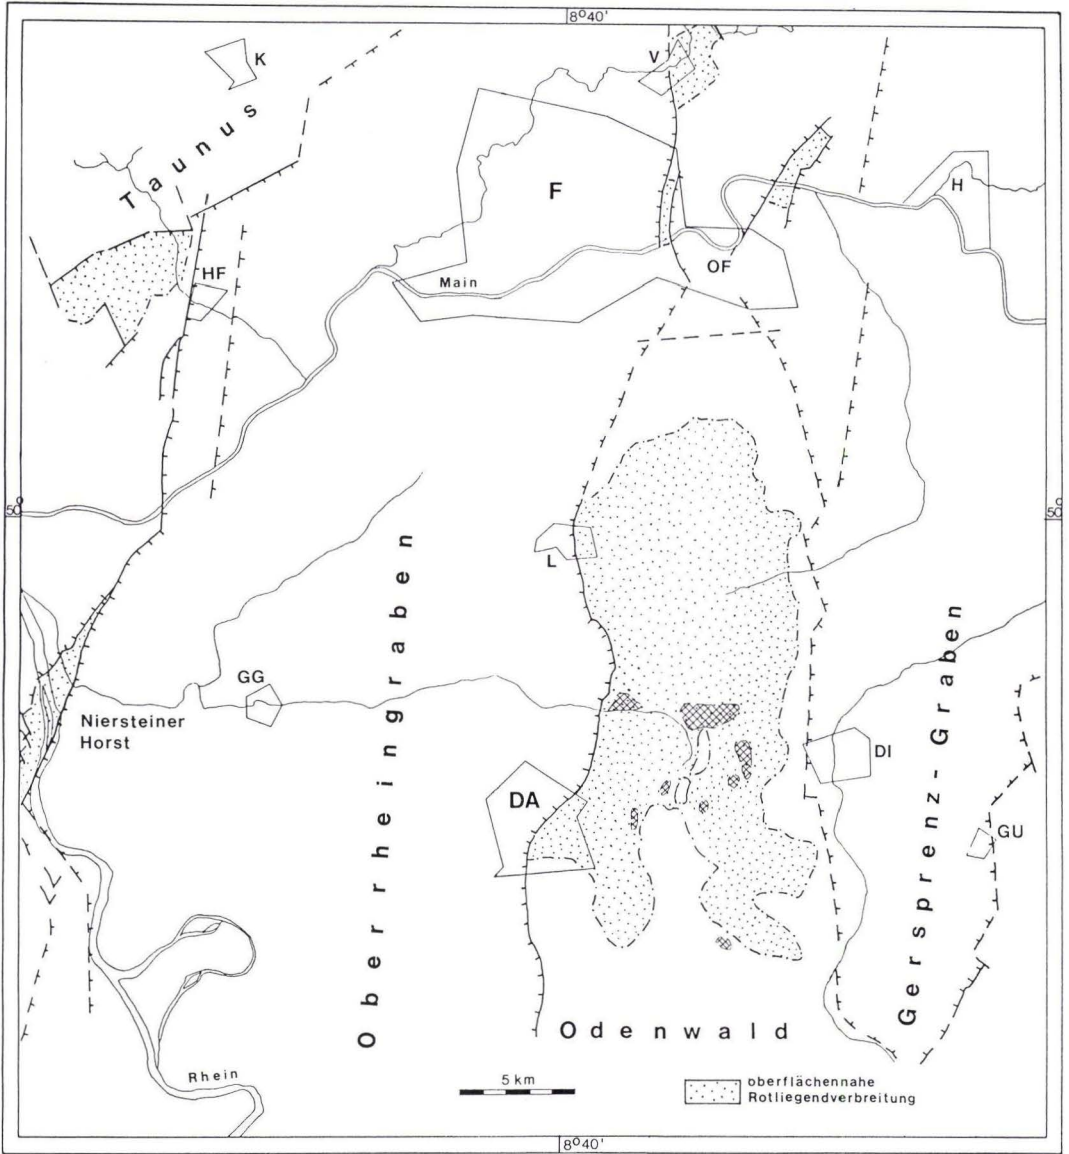 8°40'
K
V
Taunus
F
H
HF
OF
Main
50°
50°
L
Oberrheingraben
Gersprenz-Graben
GG
Niersteiner
Horst
DI
DA
GU
Odenwald
Rhein
5 km
oberflächennahe
Rotliegendverbreitung
8°40'